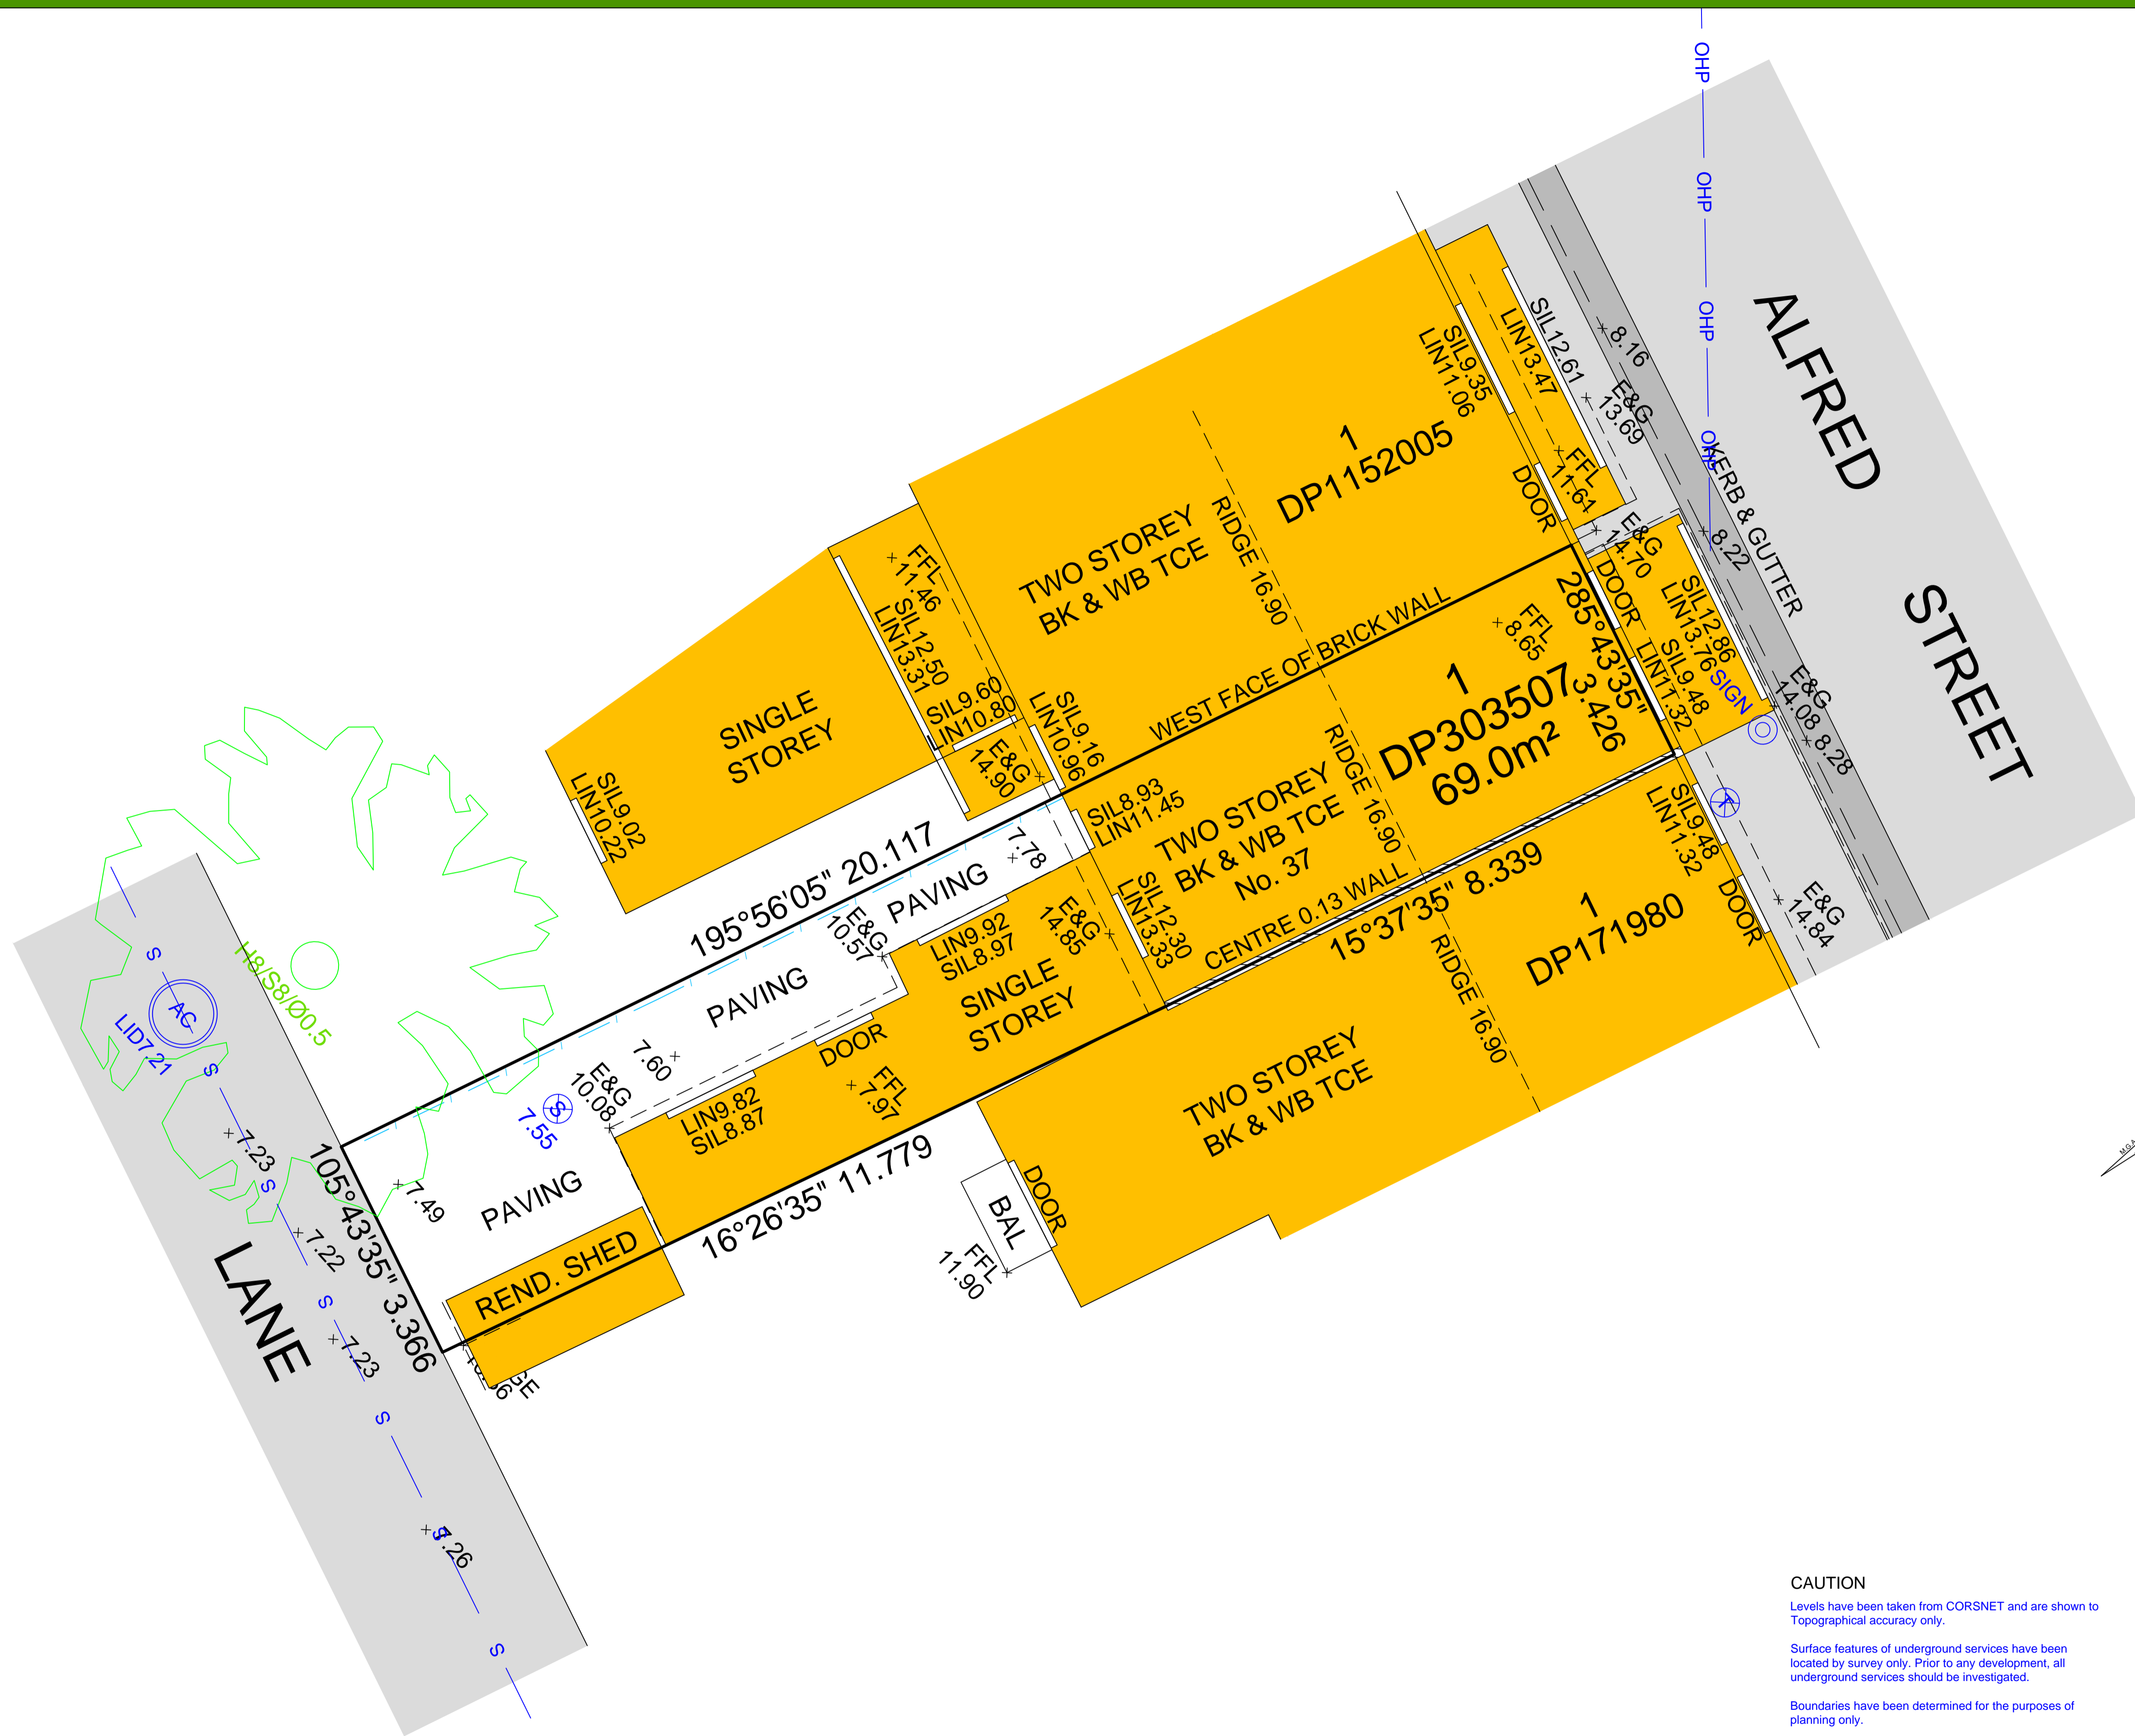 OHP
OHP
OHP
OHP
ALFRED
STREET
KERB & GUTTER
8.16
8.22
8.28
SIL12.61
LIN13.47
E&G
13.69
SIL9.35
LIN11.06
FFL
11.61
DOOR
1
DP1152005
RIDGE 16.90
TWO STOREY
BK & WB TCE
E&G
14.70
DOOR
SIL12.86
LIN13.76
SIGN
SIL9.48
LIN11.32
E&G
14.08
285°43'35"
3.426
FFL
8.65
WEST FACE OF BRICK WALL
1
DP303507
69.0m²
RIDGE 16.90
TWO STOREY
BK & WB TCE
No. 37
FFL
11.46
SIL12.50
LIN13.31
SIL9.60
LIN10.80
E&G
14.90
SIL9.16
LIN10.96
SINGLE
STOREY
SIL9.02
LIN10.22
SIL8.93
LIN11.45
SIL12.30
LIN13.33
CENTRE 0.13 WALL
15°37'35" 8.339
1
DP171980
SIL9.48
LIN11.32
DOOR
E&G
14.84
RIDGE 16.90
TWO STOREY
BK & WB TCE
195°56'05" 20.117
PAVING
7.78
E&G
10.57
LIN9.92
SIL8.97
E&G
14.85
SINGLE
STOREY
PAVING
7.60
DOOR
E&G
10.08
LIN9.82
SIL8.87
FFL
7.97
S
7.55
PAVING
7.49
16°26'35" 11.779
REND. SHED
DOOR
BAL
FFL
11.90
105°43'35" 3.366
H8/S8/Ø0.5
S
AC
LID7.21
S
7.23
S
7.22
S
7.23
S
7.26
S
S
LANE
CAUTION
Levels have been taken from CORSNET and are shown to
Topographical accuracy only.
Surface features of underground services have been
located by survey only. Prior to any development, all
underground services should be investigated.
Boundaries have been determined for the purposes of
planning only.